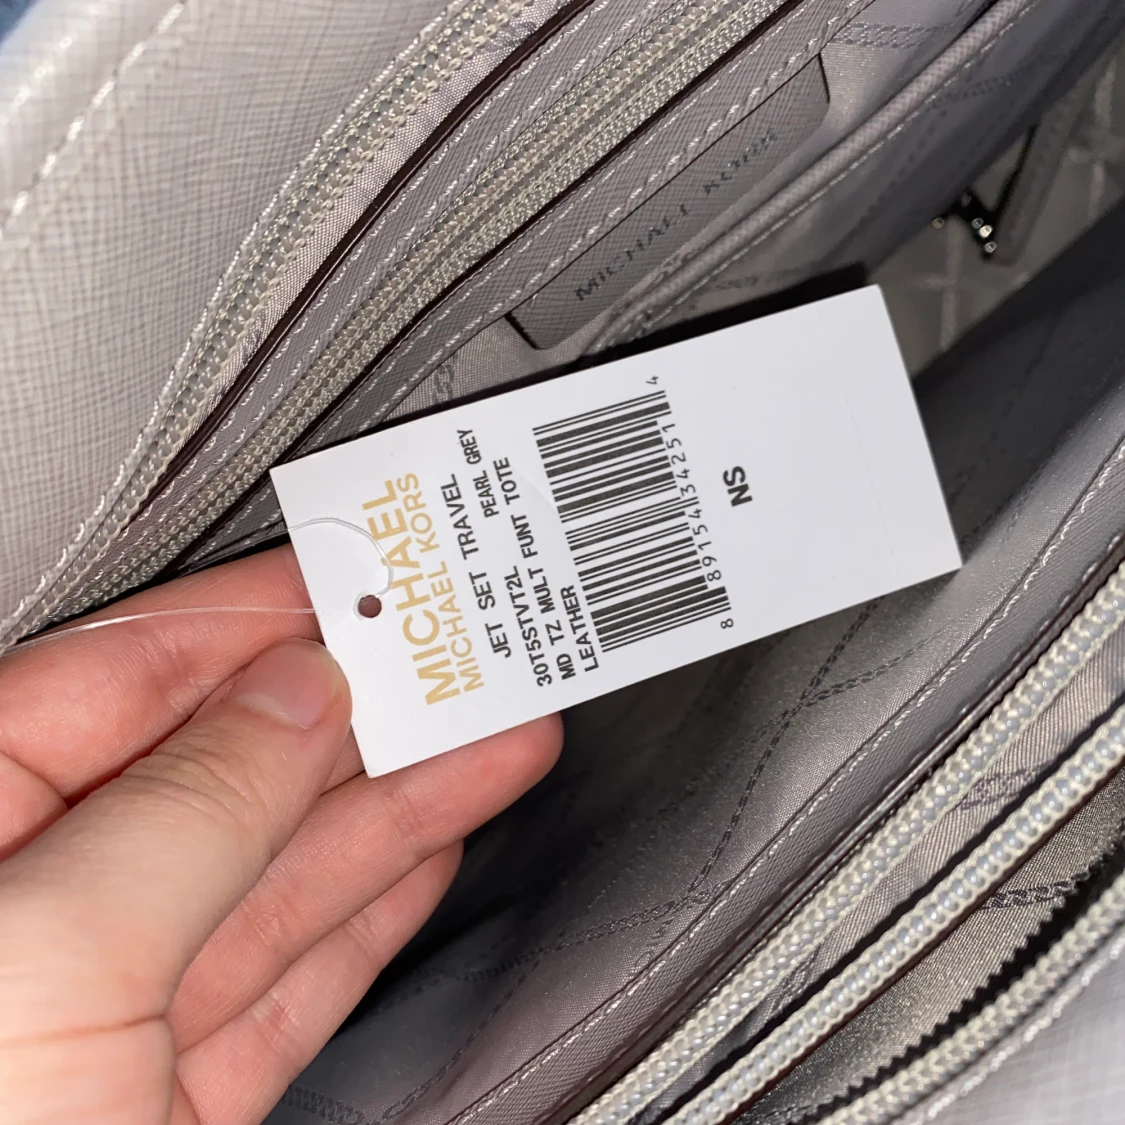 MICHAEL KORS
MICHAEL
MICHAEL KORS
JET SET TRAVEL
PEARL GREY
30T5STVT2L
MD TZ MULT FUNT TOTE
LEATHER
8 89154 34251 4
NS